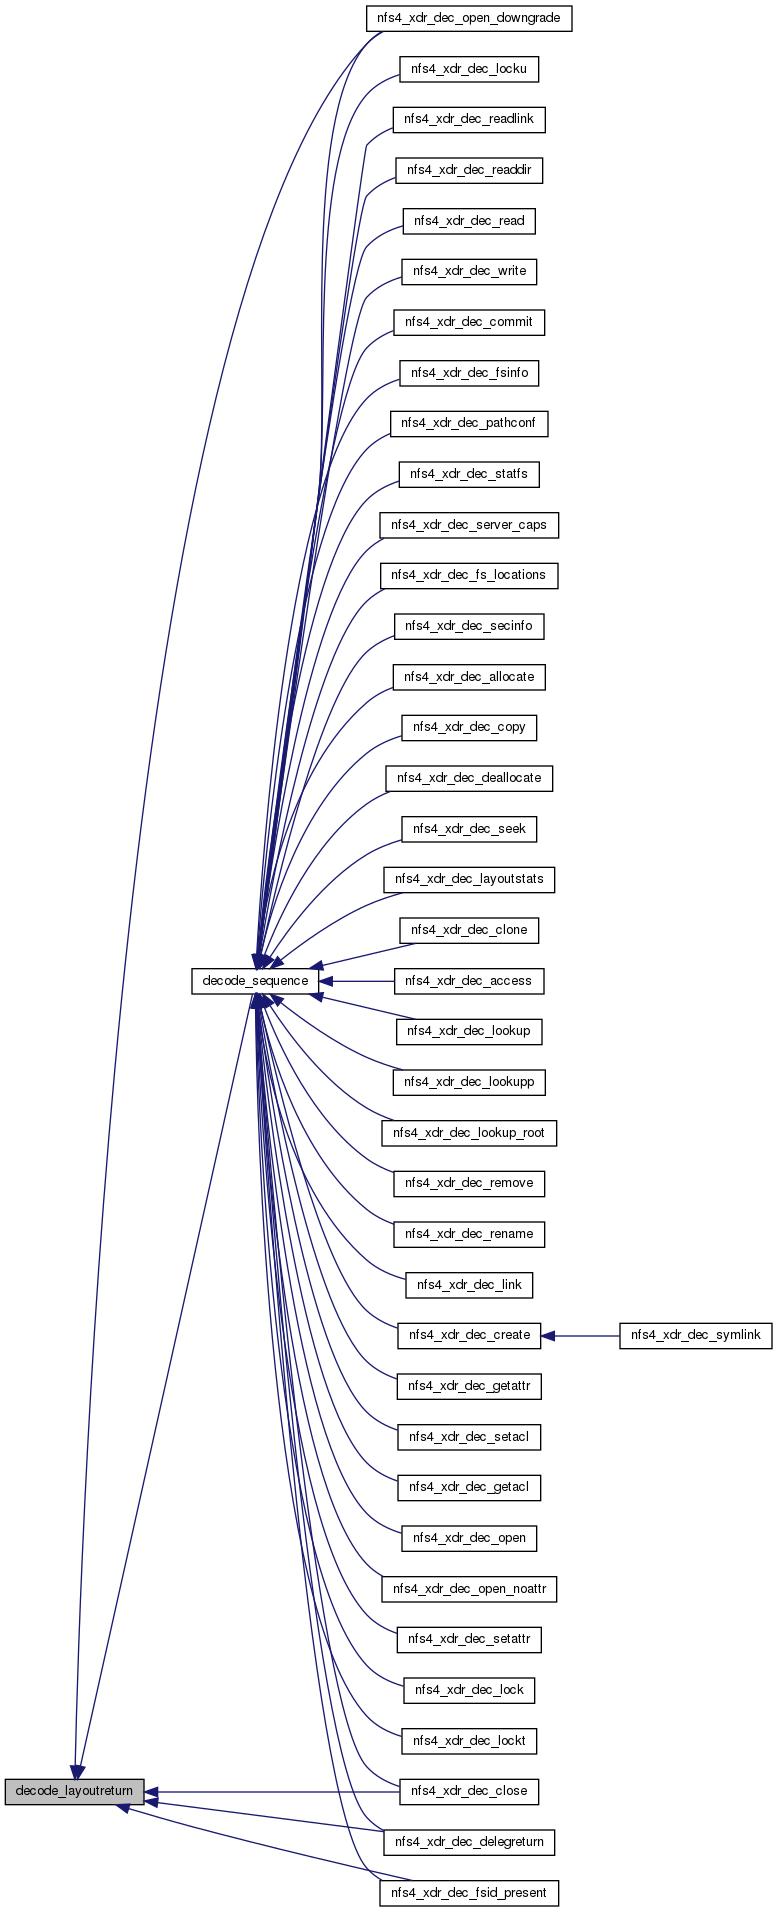 nfs4_xdr_dec_open_downgrade
nfs4_xdr_dec_locku
nfs4_xdr_dec_readlink
nfs4_xdr_dec_readdir
nfs4_xdr_dec_read
nfs4_xdr_dec_write
nfs4_xdr_dec_commit
nfs4_xdr_dec_fsinfo
nfs4_xdr_dec_pathconf
nfs4_xdr_dec_statfs
nfs4_xdr_dec_server_caps
nfs4_xdr_dec_fs_locations
nfs4_xdr_dec_secinfo
nfs4_xdr_dec_allocate
nfs4_xdr_dec_copy
nfs4_xdr_dec_deallocate
nfs4_xdr_dec_seek
nfs4_xdr_dec_layoutstats
nfs4_xdr_dec_clone
decode_sequence
nfs4_xdr_dec_access
nfs4_xdr_dec_lookup
nfs4_xdr_dec_lookupp
nfs4_xdr_dec_lookup_root
nfs4_xdr_dec_remove
nfs4_xdr_dec_rename
nfs4_xdr_dec_link
nfs4_xdr_dec_create
nfs4_xdr_dec_symlink
nfs4_xdr_dec_getattr
nfs4_xdr_dec_setacl
nfs4_xdr_dec_getacl
nfs4_xdr_dec_open
nfs4_xdr_dec_open_noattr
nfs4_xdr_dec_setattr
nfs4_xdr_dec_lock
nfs4_xdr_dec_lockt
decode_layoutreturn
nfs4_xdr_dec_close
nfs4_xdr_dec_delegreturn
nfs4_xdr_dec_fsid_present